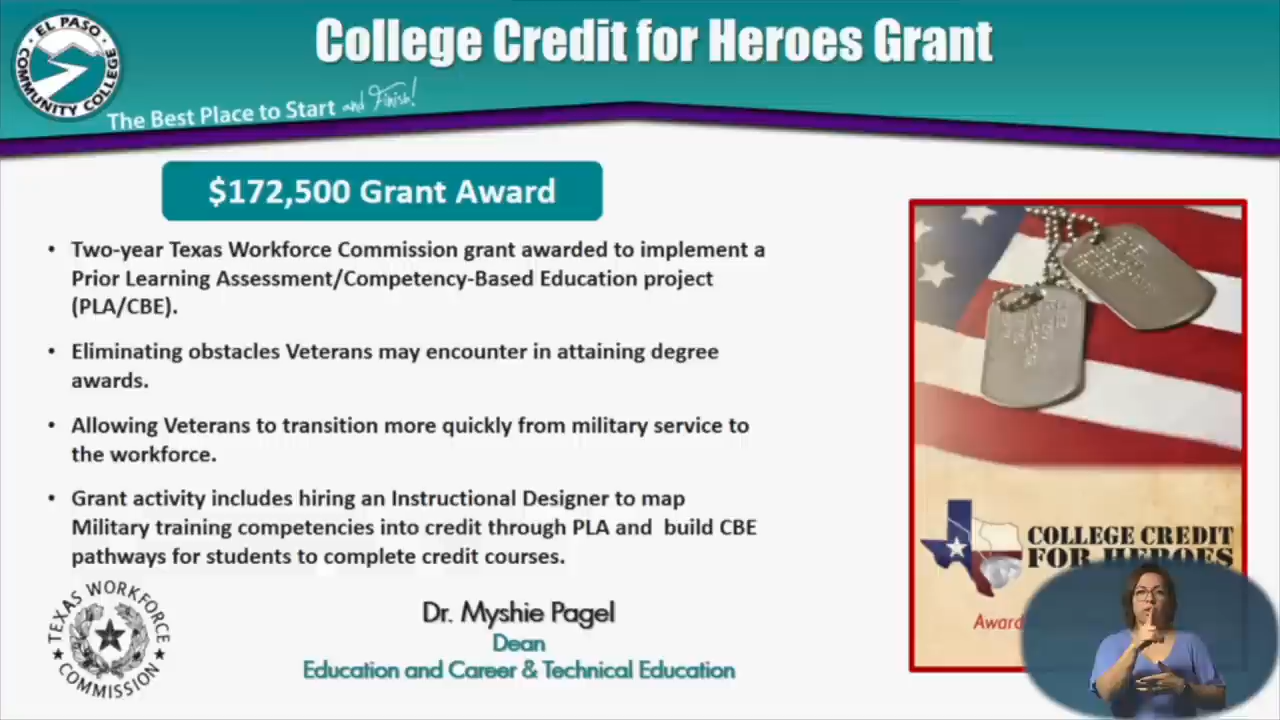 EL PASO
COMMUNITY COLLEGE
College Credit for Heroes Grant
The Best Place to Start and Finish!
$172,500 Grant Award
• Two-year Texas Workforce Commission grant awarded to implement a
Prior Learning Assessment/Competency-Based Education project
(PLA/CBE).
• Eliminating obstacles Veterans may encounter in attaining degree
awards.
• Allowing Veterans to transition more quickly from military service to
the workforce.
• Grant activity includes hiring an Instructional Designer to map
Military training competencies into credit through PLA and  build CBE
pathways for students to complete credit courses.
TEXAS WORKFORCE
COMMISSION
Dr. Myshie Pagel
Dean
Education and Career & Technical Education
COLLEGE CREDIT
FOR HEROES
Award